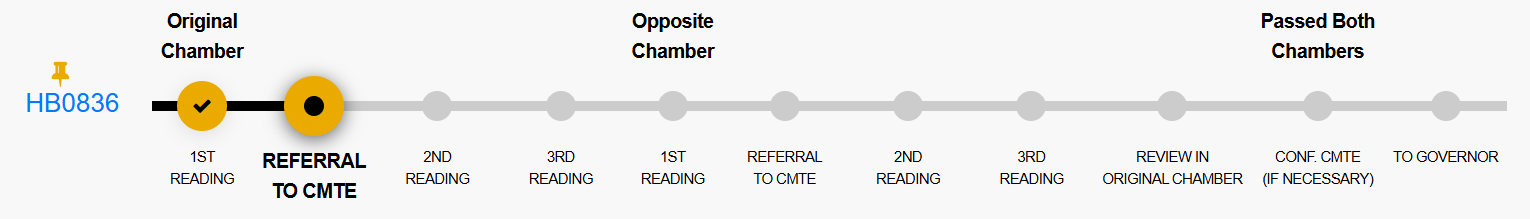 Original
Chamber
Opposite
Chamber
Passed Both
Chambers
HB0836
1ST
READING
REFERRAL
TO CMTE
2ND
READING
3RD
READING
1ST
READING
REFERRAL
TO CMTE
2ND
READING
3RD
READING
REVIEW IN
ORIGINAL CHAMBER
CONF. CMTE
(IF NECESSARY)
TO GOVERNOR